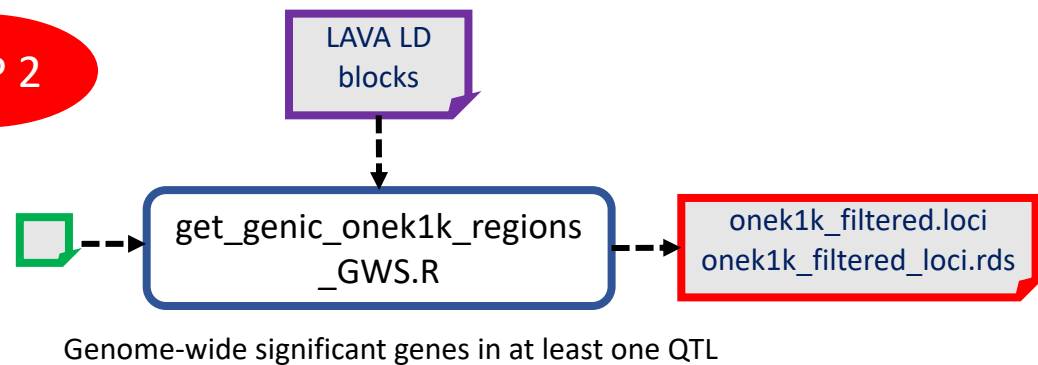 P 2
LAVA LD
blocks
get_genic_onek1k_regions
_GWS.R
onek1k_filtered.loci
onek1k_filtered_loci.rds
Genome-wide significant genes in at least one QTL